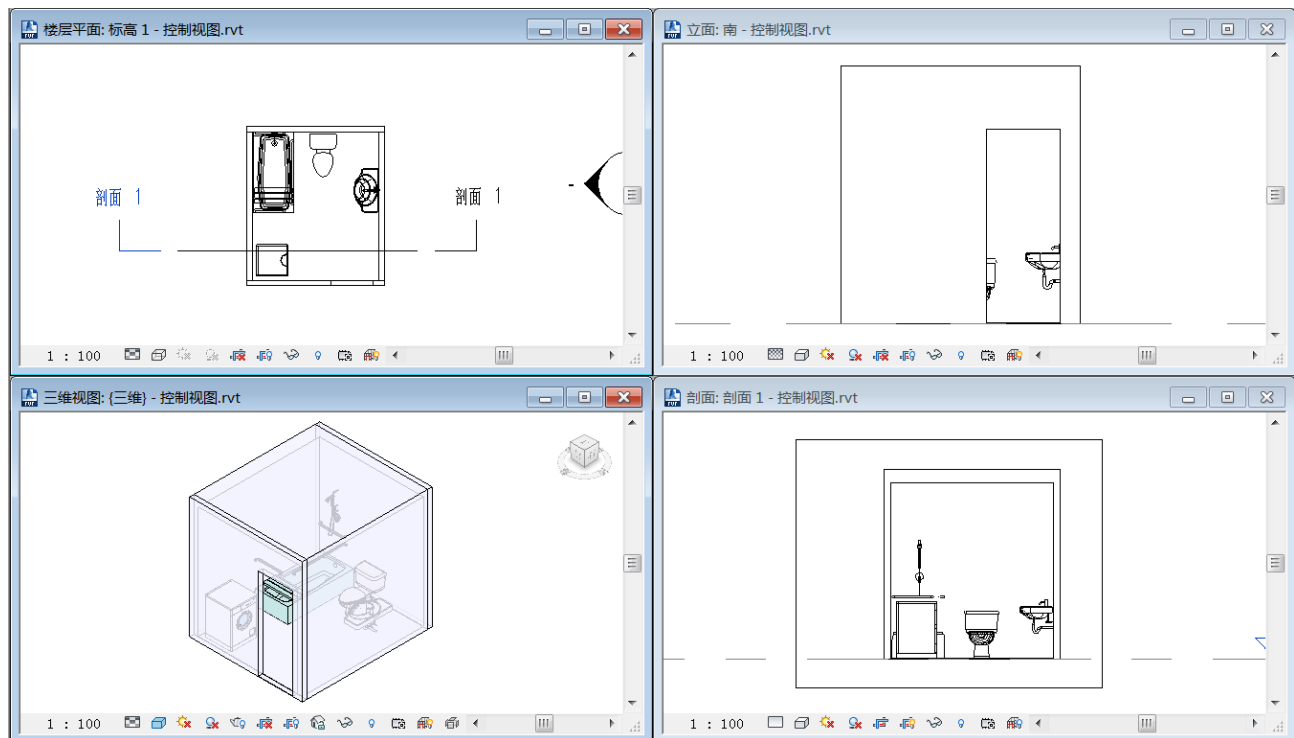 楼层平面: 标高 1 - 控制视图.rvt
剖面 1
剖面 1
1 : 100
立面: 南 - 控制视图.rvt
1 : 100
三维视图: {三维} - 控制视图.rvt
1 : 100
剖面: 剖面 1 - 控制视图.rvt
1 : 100